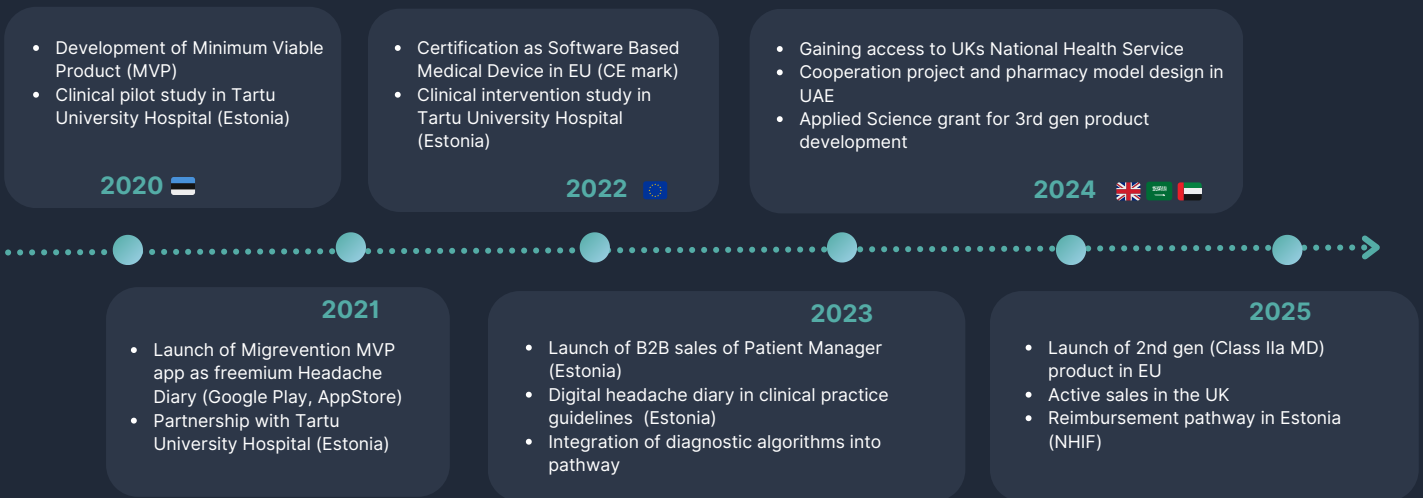 • Development of Minimum Viable
Product (MVP)
• Clinical pilot study in Tartu
University Hospital (Estonia)
2020
2021
• Launch of Migrevention MVP
app as freemium Headache
Diary (Google Play, AppStore)
• Partnership with Tartu
University Hospital (Estonia)
• Certification as Software Based
Medical Device in EU (CE mark)
• Clinical intervention study in
Tartu University Hospital
(Estonia)
2022
2023
• Launch of B2B sales of Patient Manager
(Estonia)
• Digital headache diary in clinical practice
guidelines (Estonia)
• Integration of diagnostic algorithms into
pathway
• Gaining access to UKs National Health Service
• Cooperation project and pharmacy model design in
UAE
• Applied Science grant for 3rd gen product
development
2024
2025
• Launch of 2nd gen (Class IIa MD)
product in EU
• Active sales in the UK
• Reimbursement pathway in Estonia
(NHIF)